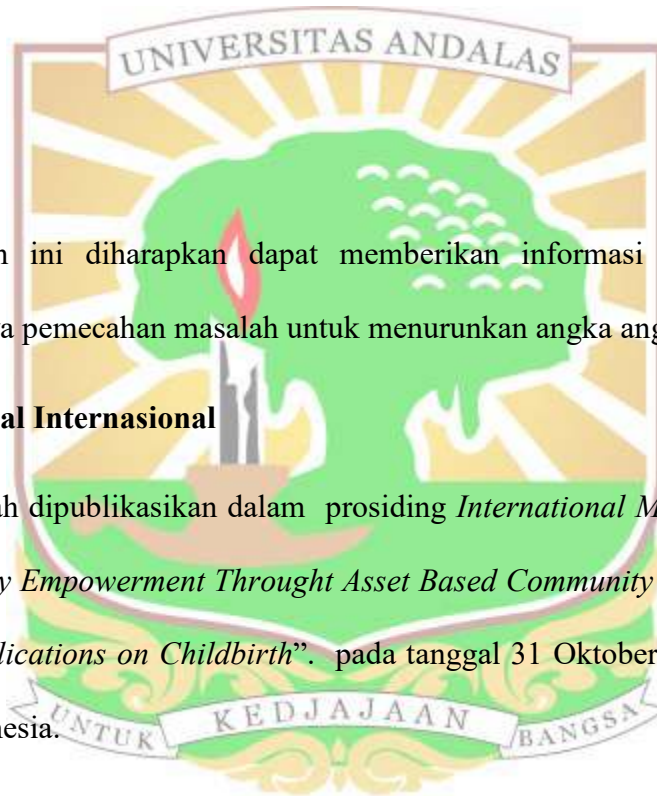 UNIVERSITAS ANDALAS
n ini diharapkan dapat memberikan informasi
a pemecahan masalah untuk menurunkan angka ang
al Internasional
ah dipublikasikan dalam prosiding International M
y Empowerment Throught Asset Based Community
lications on Childbirth”. pada tanggal 31 Oktober
nesia.
UNTUK KEDJAJAAN BANGSA